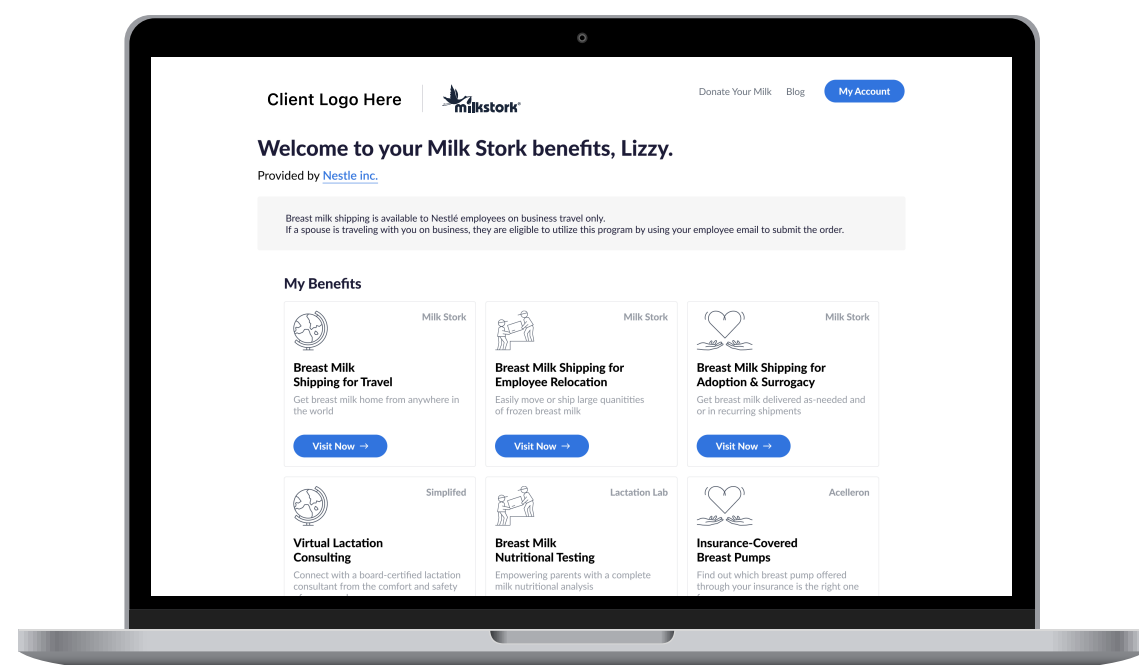 Client Logo Here
milkstork®
Donate Your Milk
Blog
My Account
Welcome to your Milk Stork benefits, Lizzy.
Provided by Nestle inc.
Breast milk shipping is available to Nestlé employees on business travel only.
If a spouse is traveling with you on business, they are eligible to utilize this program by using your employee email to submit the order.
My Benefits
Milk Stork
Breast Milk
Shipping for Travel
Get breast milk home from anywhere in
the world
Visit Now →
Milk Stork
Breast Milk Shipping for
Employee Relocation
Easily move or ship large quanitities
of frozen breast milk
Visit Now →
Milk Stork
Breast Milk Shipping for
Adoption & Surrogacy
Get breast milk delivered as-needed and
or in recurring shipments
Visit Now →
Simplifed
Virtual Lactation
Consulting
Connect with a board-certified lactation
consultant from the comfort and safety
Lactation Lab
Breast Milk
Nutritional Testing
Empowering parents with a complete
milk nutritional analysis
Acelleron
Insurance-Covered
Breast Pumps
Find out which breast pump offered
through your insurance is the right one